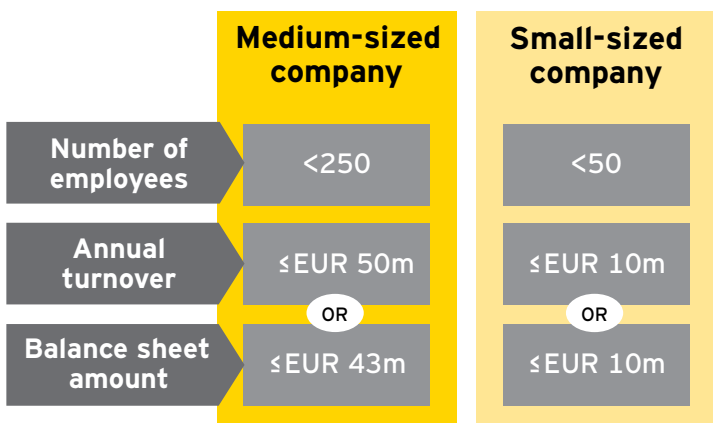 Medium-sized
company
Small-sized
company
Number of
employees
<250
<50
Annual
turnover
≤EUR 50m
≤EUR 10m
OR
OR
Balance sheet
amount
≤EUR 43m
≤EUR 10m